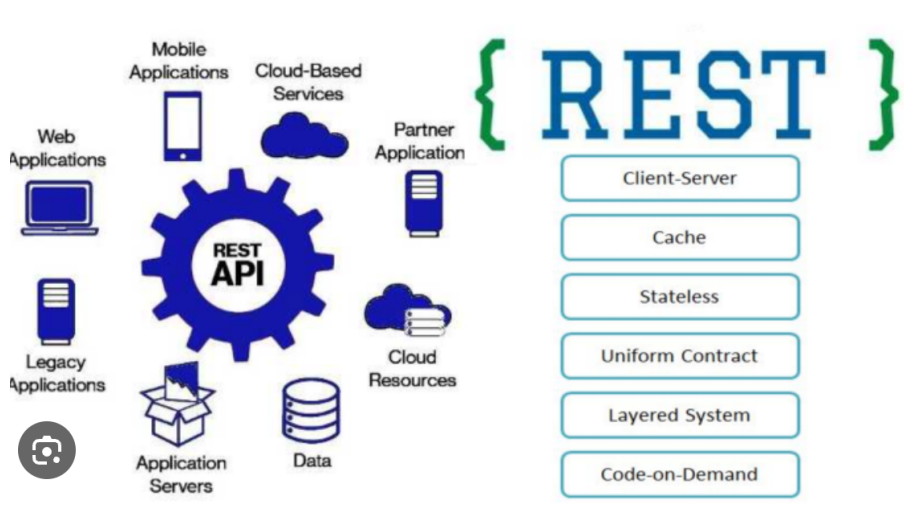 Mobile
Applications
Cloud-Based
Services
Web
Applications
Partner
Application
REST
API
Legacy
Applications
Cloud
Resources
Application
Servers
Data
{ REST }
Client-Server
Cache
Stateless
Uniform Contract
Layered System
Code-on-Demand